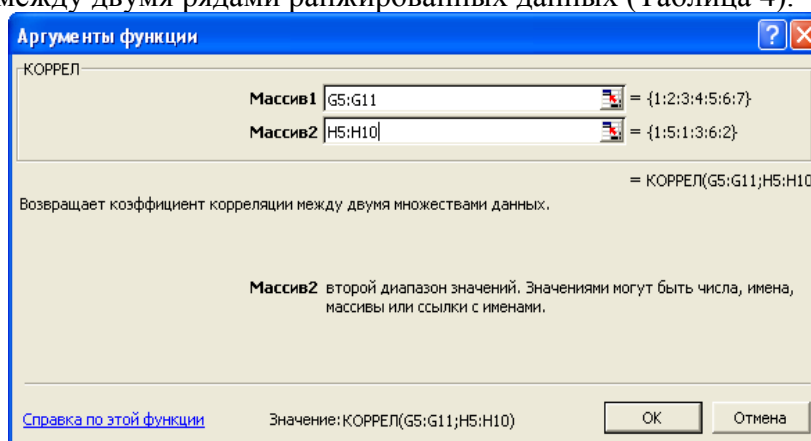 между двумя рядами ранжированных данных (Таблица 4).
Аргументы функции
КОРРЕЛ
Массив1 G5:G11 = {1:2:3:4:5:6:7}
Массив2 H5:H10 = {1:5:1:3:6:2}
= КОРРЕЛ(G5:G11;H5:H10
Возвращает коэффициент корреляции между двумя множествами данных.
Массив2 второй диапазон значений. Значениями могут быть числа, имена,
массивы или ссылки с именами.
Справка по этой функции Значение:КОРРЕЛ(G5:G11;H5:H10) ОК Отмена